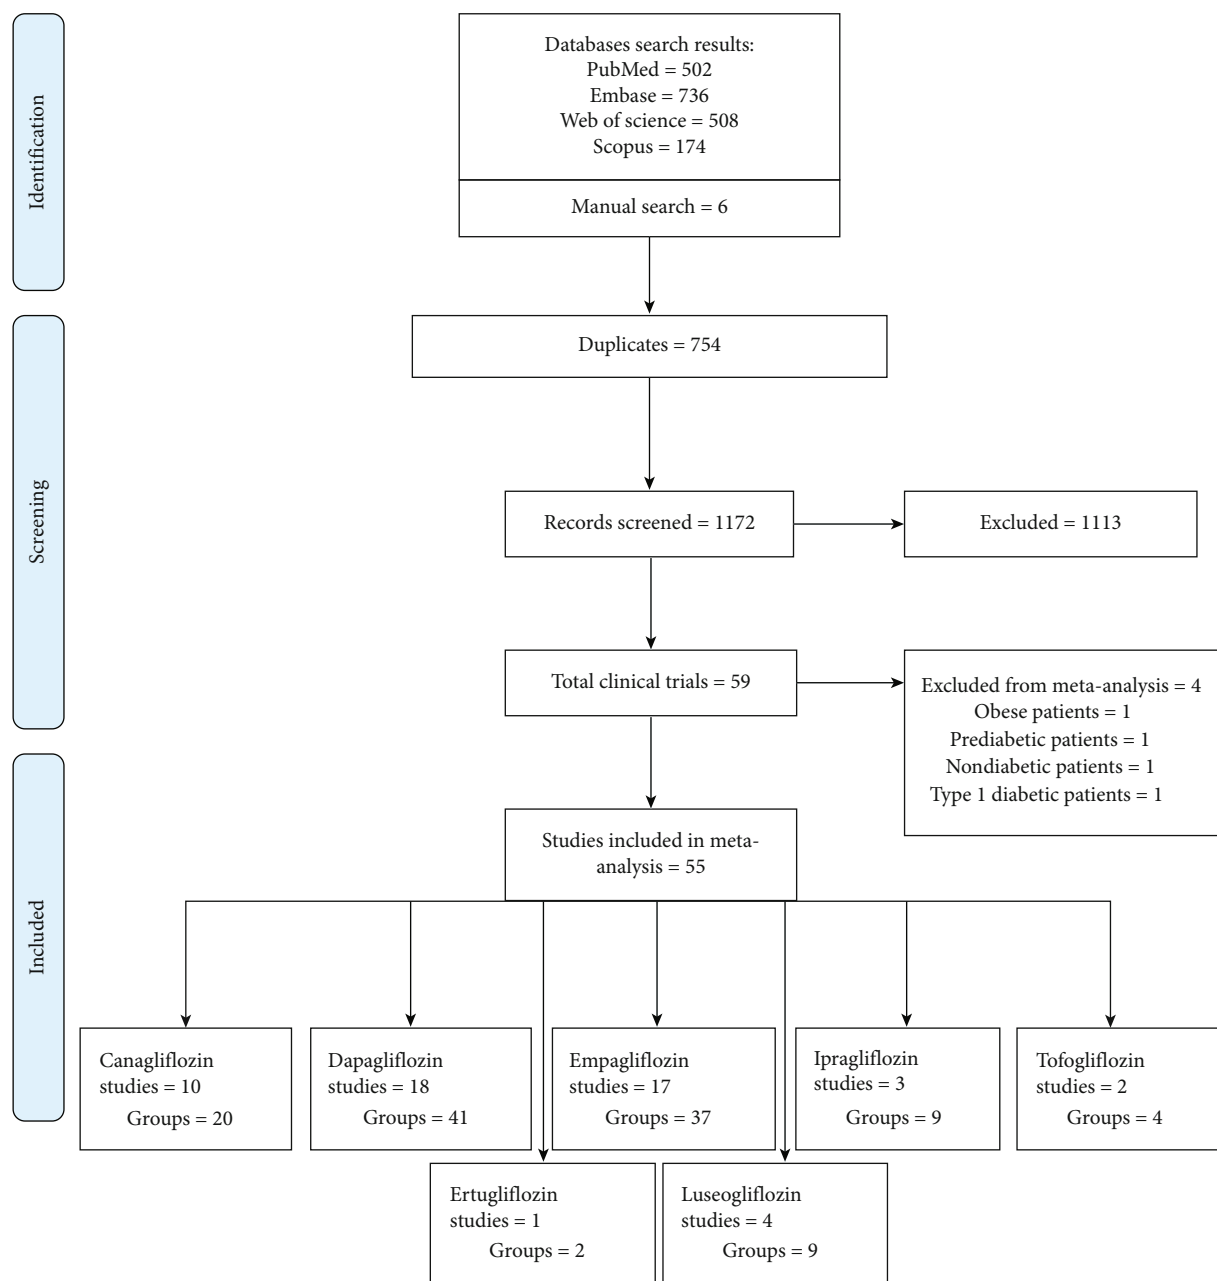 Identification
Databases search results:
PubMed = 502
Embase = 736
Web of science = 508
Scopus = 174
Manual search = 6
Screening
Duplicates = 754
Records screened = 1172
Excluded = 1113
Total clinical trials = 59
Excluded from meta-analysis = 4
Obese patients = 1
Prediabetic patients = 1
Nondiabetic patients = 1
Type 1 diabetic patients = 1
Included
Studies included in meta-
analysis = 55
Canagliflozin
studies = 10
Groups = 20
Dapagliflozin
studies = 18
Groups = 41
Empagliflozin
studies = 17
Groups = 37
Ipragliflozin
studies = 3
Groups = 9
Tofogliflozin
studies = 2
Groups = 4
Ertugliflozin
studies = 1
Groups = 2
Luseogliflozin
studies = 4
Groups = 9